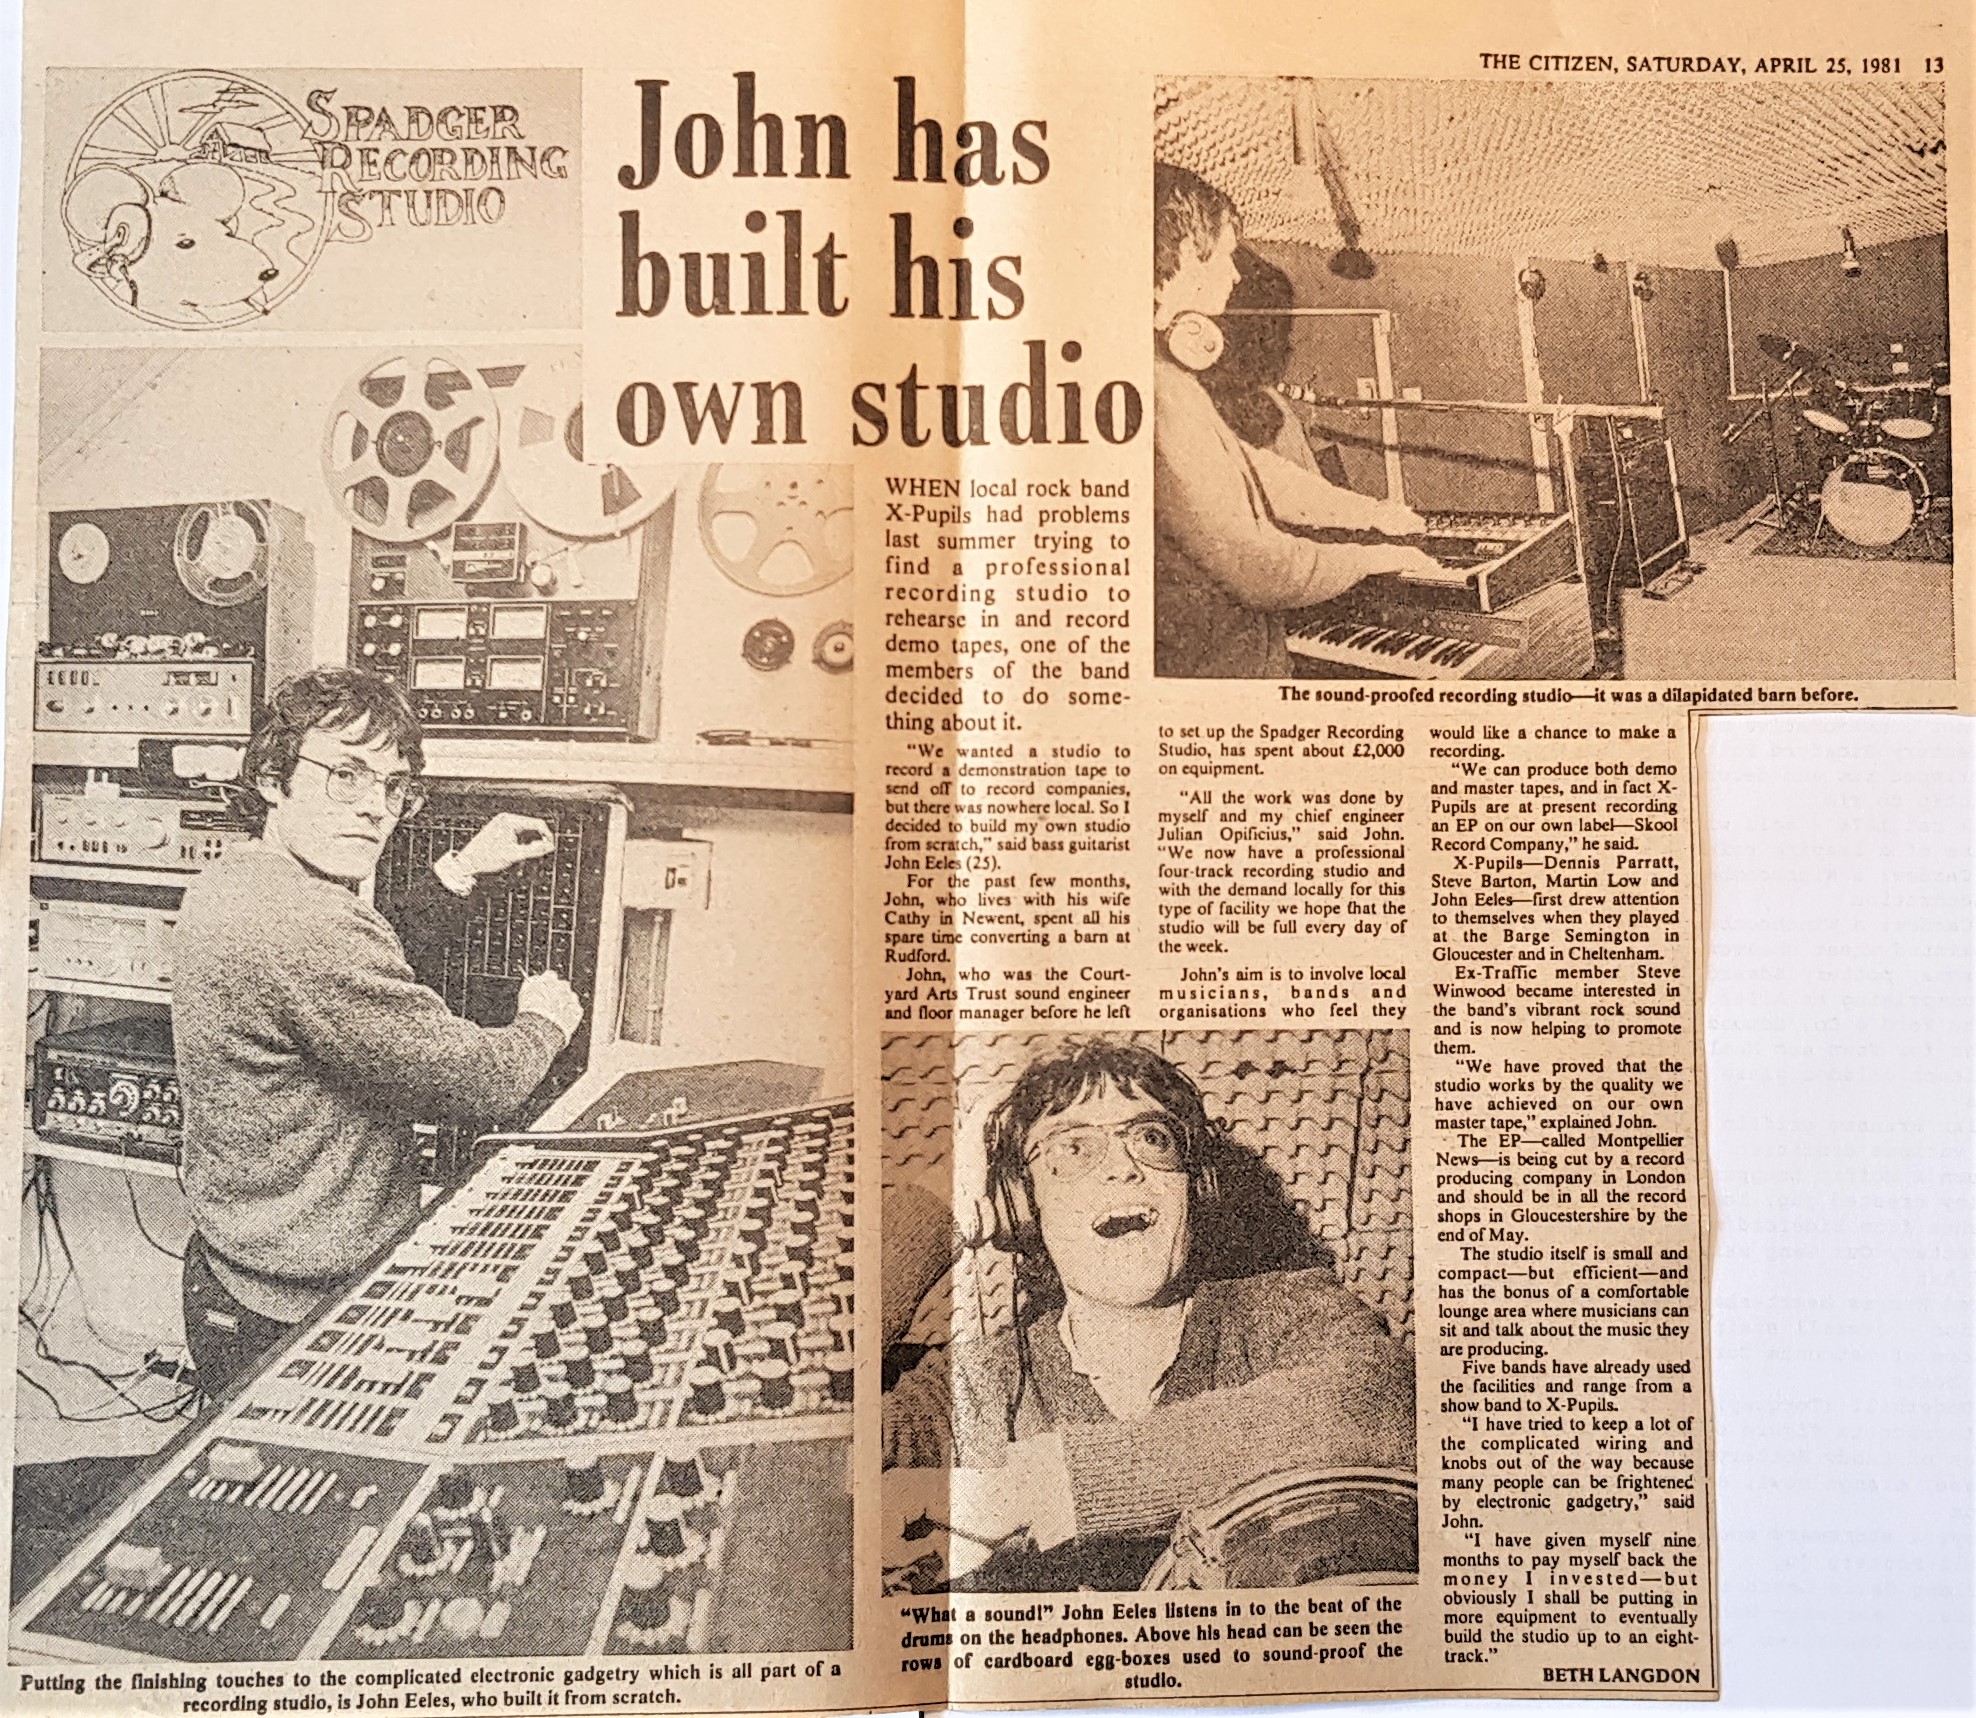 THE CITIZEN, SATURDAY, APRIL 25, 1981 13
SPADGER
RECORDING
STUDIO
John has
built his
own studio
WHEN local rock band
X-Pupils had problems
last summer trying to
find a professional
recording studio to
rehearse in and record
demo tapes, one of the
members of the band
decided to do some-
thing about it.
"We wanted a studio to
record a demonstration tape to
send off to record companies,
but there was nowhere local. So I
decided to build my own studio
from scratch," said bass guitarist
John Eeles (25).
For the past few months,
John, who lives with his wife
Cathy in Newent, spent all his
spare time converting a barn at
Rudford.
John, who was the Court-
yard Arts Trust sound engineer
and floor manager before he left
The sound-proofed recording studio—it was a dilapidated barn before.
to set up the Spadger Recording
Studio, has spent about £2,000
on equipment.
"All the work was done by
myself and my chief engineer
Julian Opificius," said John.
"We now have a professional
four-track recording studio and
with the demand locally for this
type of facility we hope that the
studio will be full every day of
the week.
John's aim is to involve local
musicians, bands and
organisations who feel they
would like a chance to make a
recording.
"We can produce both demo
and master tapes, and in fact X-
Pupils are at present recording
an EP on our own label—Skool
Record Company," he said.
X-Pupils—Dennis Parratt,
Steve Barton, Martin Low and
John Eeles—first drew attention
to themselves when they played
at the Barge Semington in
Gloucester and in Cheltenham.
Ex-Traffic member Steve
Winwood became interested in
the band's vibrant rock sound
and is now helping to promote
them.
"We have proved that the
studio works by the quality we
have achieved on our own
master tape," explained John.
The EP—called Montpellier
News—is being cut by a record
producing company in London
and should be in all the record
shops in Gloucestershire by the
end of May.
The studio itself is small and
compact—but efficient—and
has the bonus of a comfortable
lounge area where musicians can
sit and talk about the music they
are producing.
Five bands have already used
the facilities and range from a
show band to X-Pupils.
"I have tried to keep a lot of
the complicated wiring and
knobs out of the way because
many people can be frightened
by electronic gadgetry," said
John.
"I have given myself nine
months to pay myself back the
money I invested—but
obviously I shall be putting in
more equipment to eventually
build the studio up to an eight-
track."
BETH LANGDON
"What a sound!" John Eeles listens in to the beat of the
drums on the headphones. Above his head can be seen the
rows of cardboard egg-boxes used to sound-proof the
studio.
Putting the finishing touches to the complicated electronic gadgetry which is all part of a
recording studio, is John Eeles, who built it from scratch.